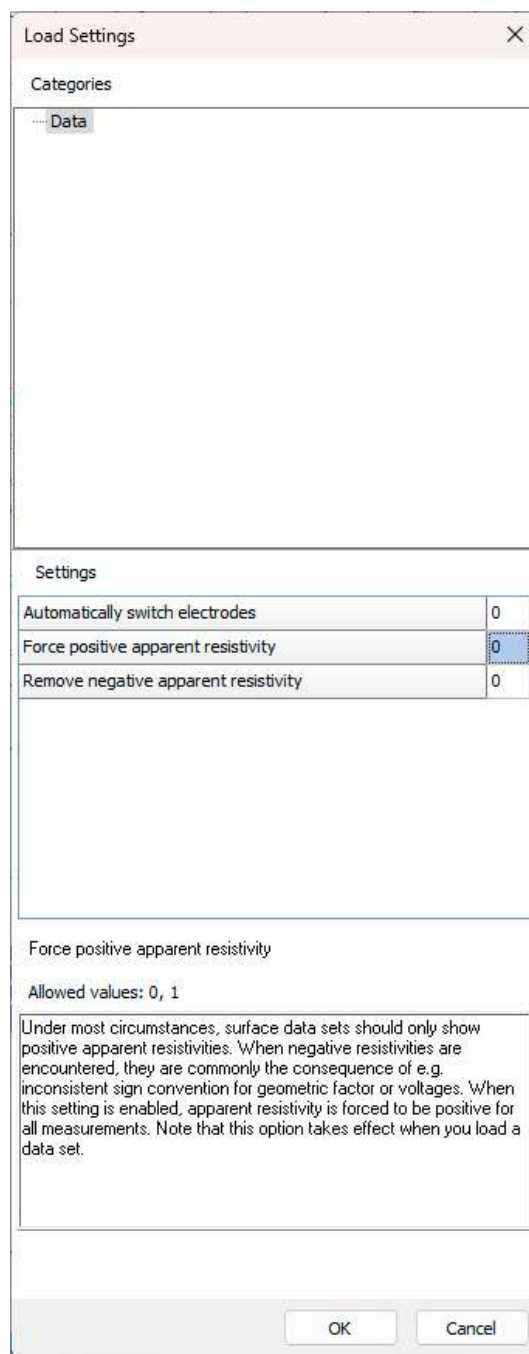 Load Settings
Categories
Data
Settings
Automatically switch electrodes 0
Force positive apparent resistivity 0
Remove negative apparent resistivity 0
Force positive apparent resistivity
Allowed values: 0, 1
Under most circumstances, surface data sets should only show
positive apparent resistivities. When negative resistivities are
encountered, they are commonly the consequence of e.g.
inconsistent sign convention for geometric factor or voltages. When
this setting is enabled, apparent resistivity is forced to be positive for
all measurements. Note that this option takes effect when you load a
data set.
OK Cancel